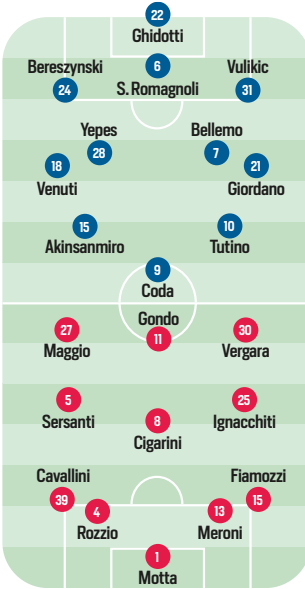 22
Ghidotti
Bereszynski 6 Vulikic
24 S. Romagnoli 31
Yepes Bellemo
18 28 7 21
Venuti Giordano
15 10
Akinsanmiro Tutino
9
Coda
Gondo
27 11 30
Maggio Vergara
5 25
Sersanti 8 Ignacchiti
Cigarini
Cavallini Fiamozzi
39 4 13 15
Rozzio Meroni
1
Motta